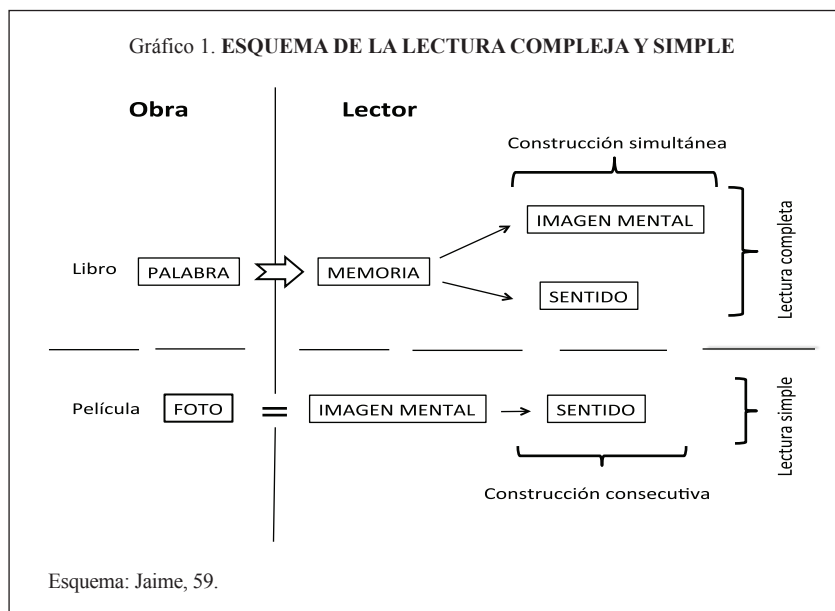 Gráfico 1. ESQUEMA DE LA LECTURA COMPLEJA Y SIMPLE
Obra Lector
Construcción simultánea
IMAGEN MENTAL
Libro PALABRA MEMORIA
SENTIDO
Lectura completa
Película FOTO = IMAGEN MENTAL SENTIDO
Lectura simple
Construcción consecutiva
Esquema: Jaime, 59.